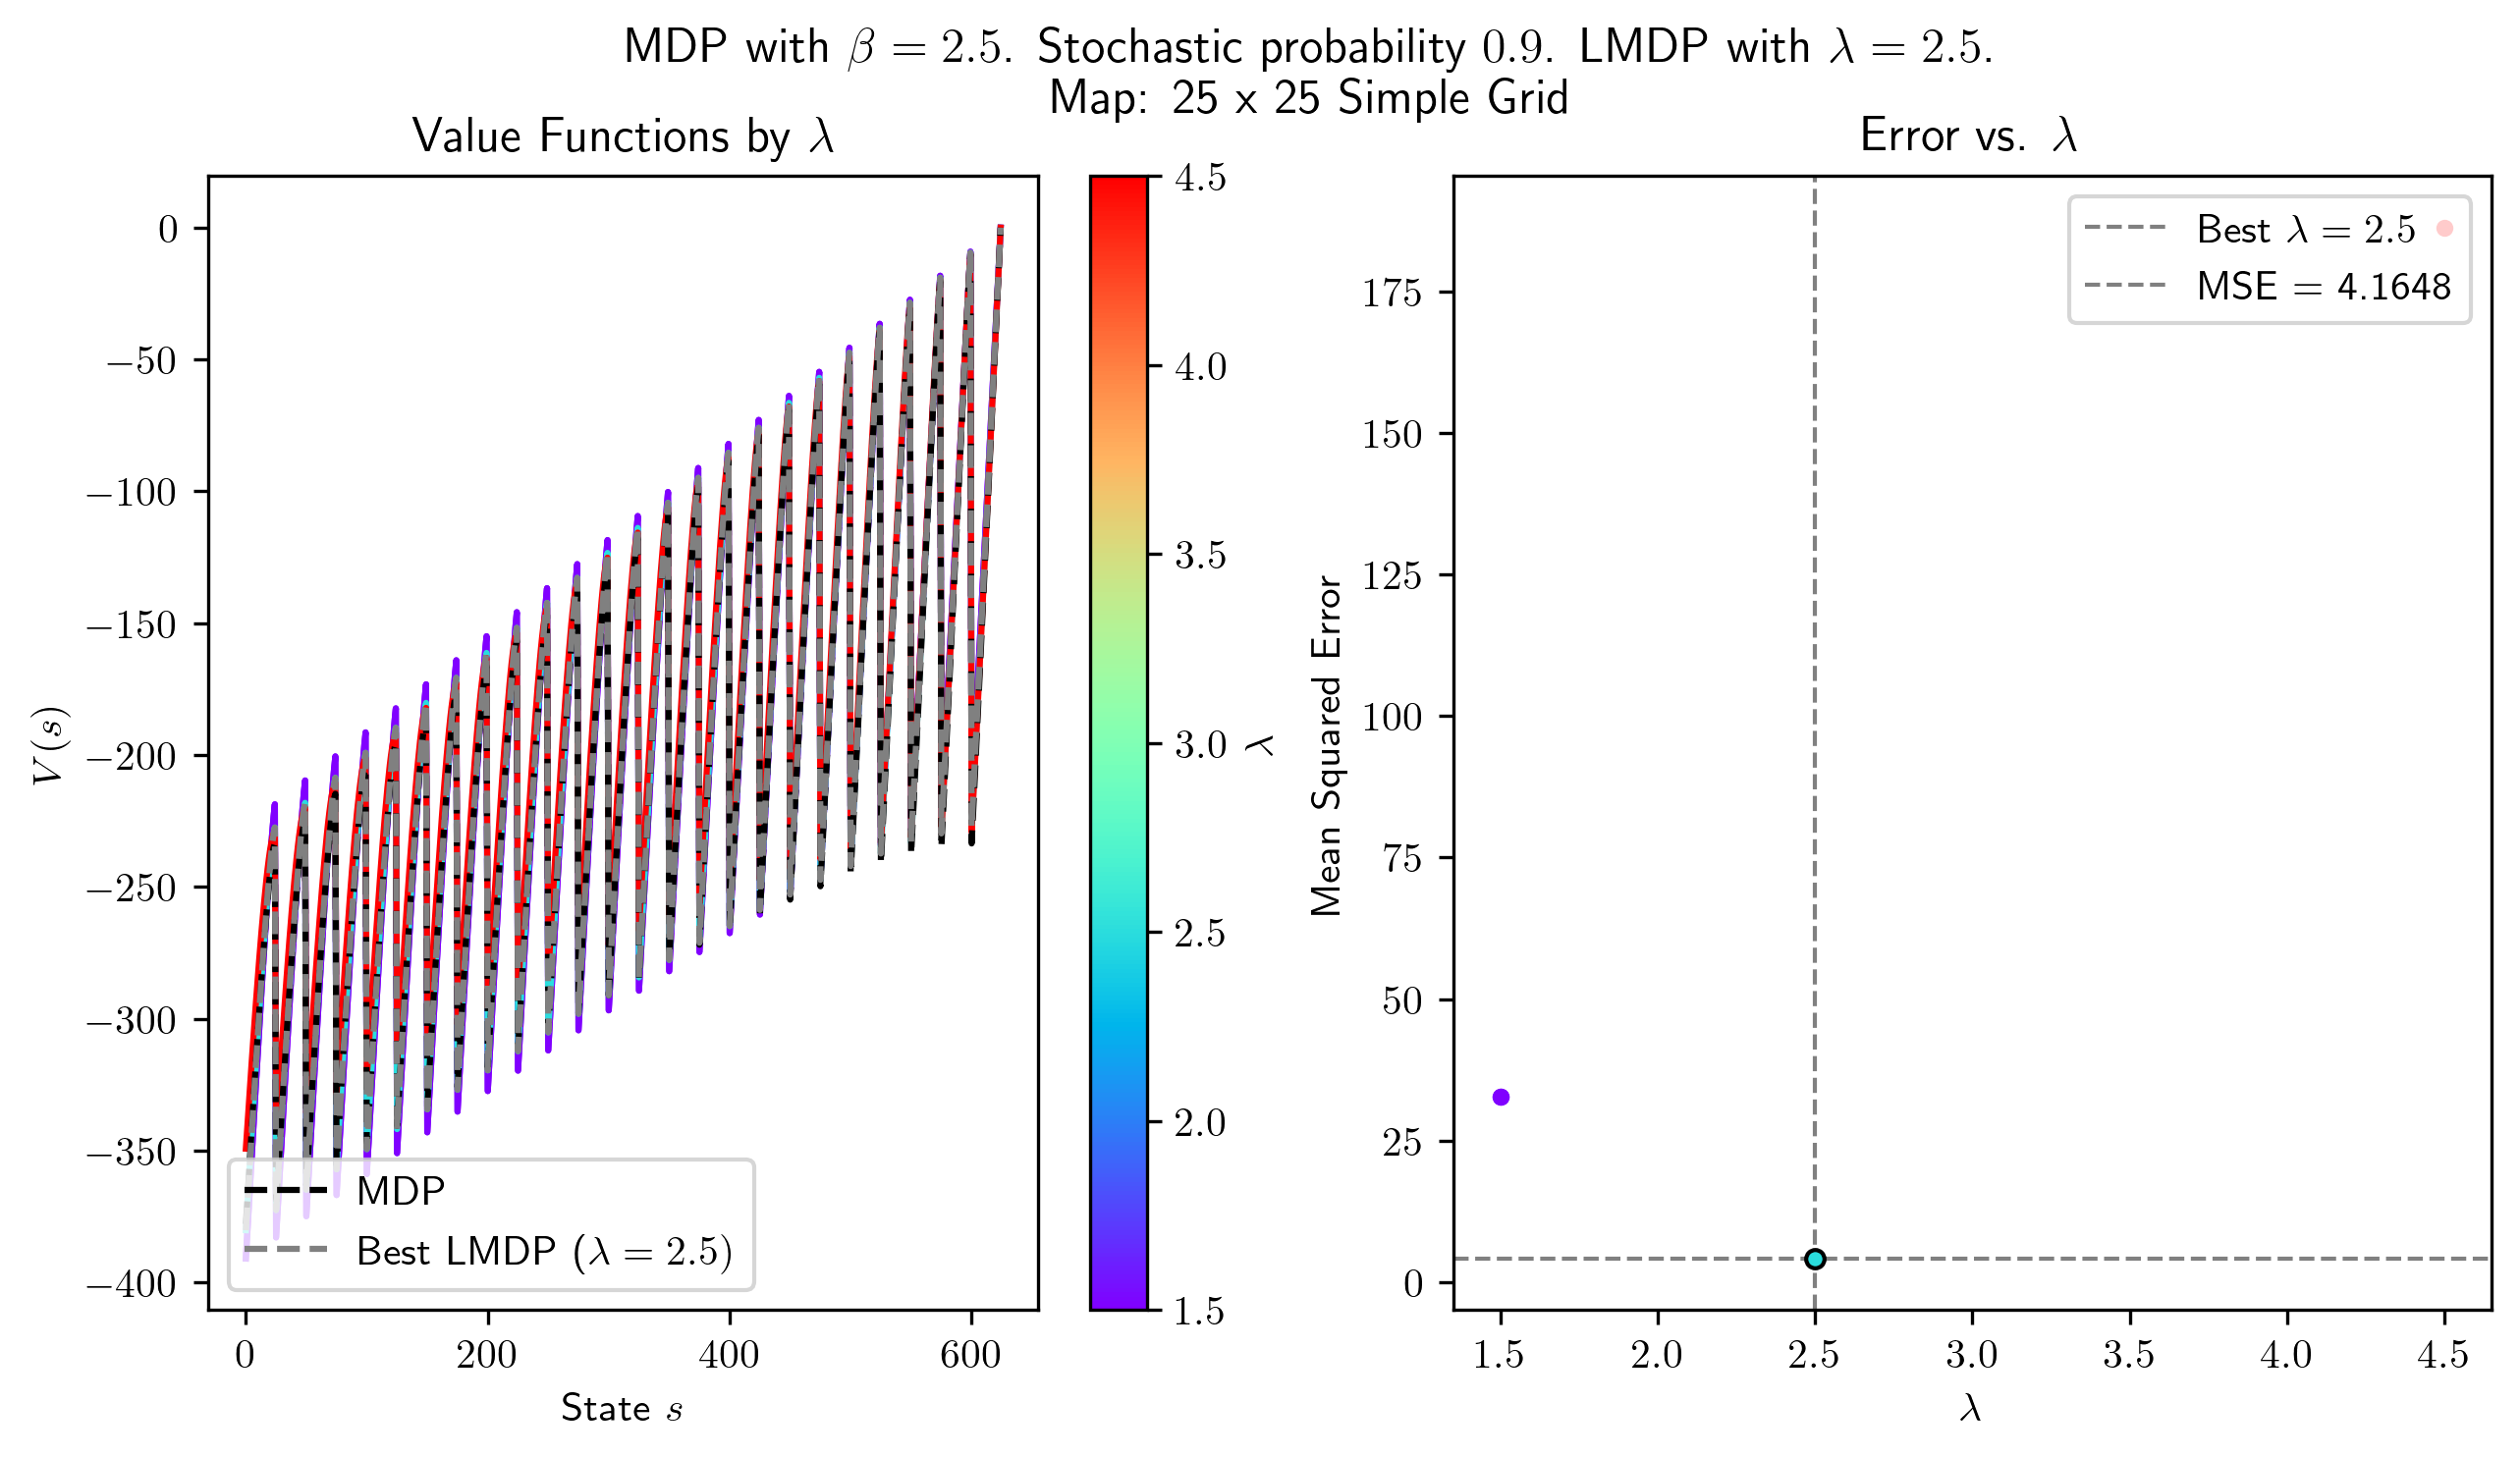 MDP with β = 2.5. Stochastic probability 0.9. LMDP with λ = 2.5.
Map: 25 x 25 Simple Grid
Value Functions by λ
V(s)
0
−50
−100
−150
−200
−250
−300
−350
−400
0 200 400 600
State s
MDP
Best LMDP (λ = 2.5)
4.5
4.0
3.5
3.0
2.5
2.0
1.5
λ
Error vs. λ
Mean Squared Error
175
150
125
100
75
50
25
0
1.5 2.0 2.5 3.0 3.5 4.0 4.5
λ
Best λ = 2.5
MSE = 4.1648